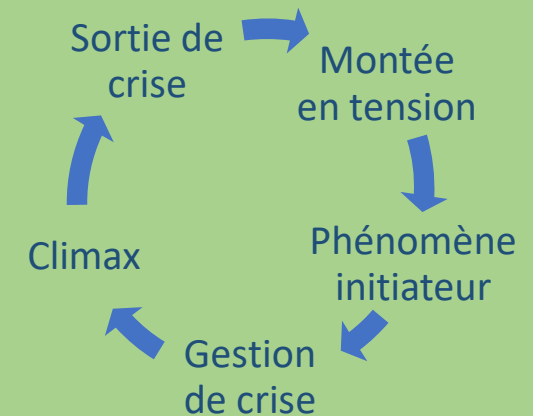 Sortie de
crise
Montée
en tension
Phénomène
initiateur
Gestion
de crise
Climax